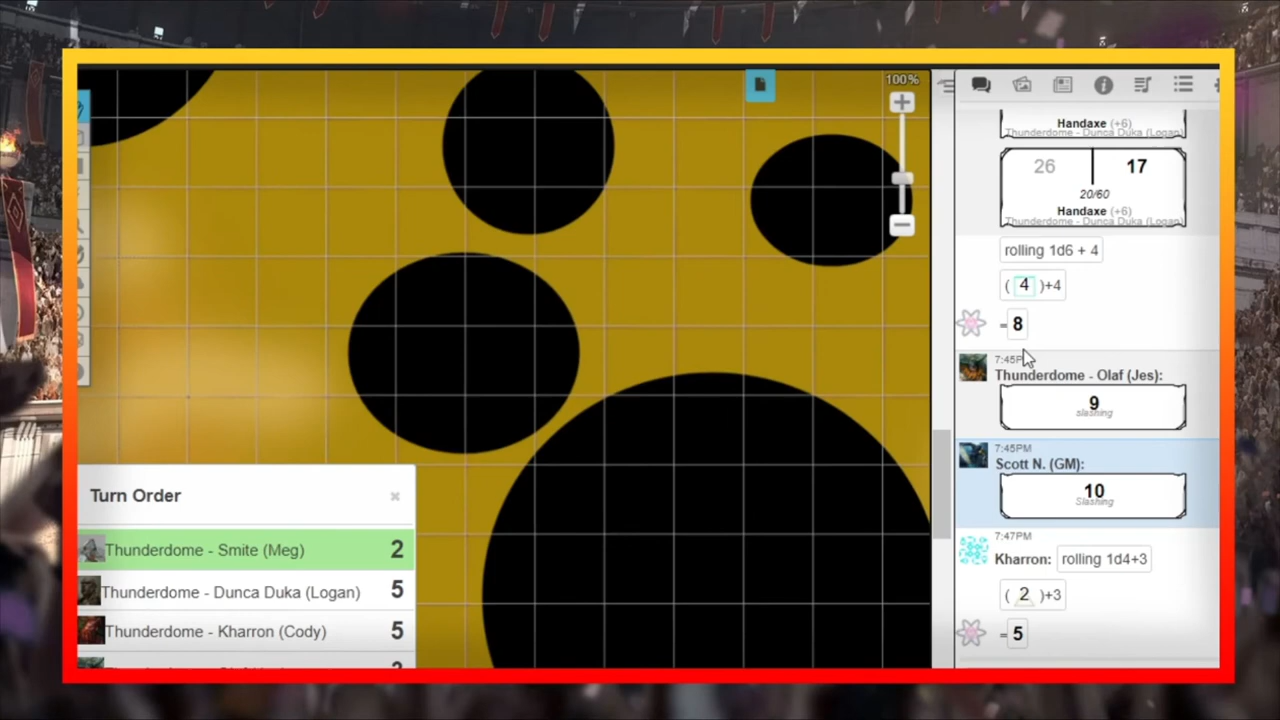 100%
Handaxe (+6)
Thunderdome - Dunca Duka (Logan)
26 17
20/60
Handaxe (+6)
Thunderdome - Dunca Duka (Logan)
rolling 1d6 + 4
( 4 )+4
= 8
Thunderdome - Olaf (Jes):
9
slashing
7:45PM
Scott N. (GM):
10
Slashing
7:47PM
Kharron: rolling 1d4+3
( 2 )+3
= 5
Turn Order ×
Thunderdome - Smite (Meg) 2
Thunderdome - Dunca Duka (Logan) 5
Thunderdome - Kharron (Cody) 5